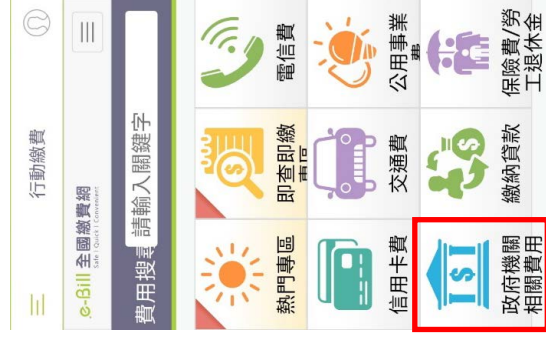 行動繳費
e-Bill 全國繳費網
Safe | Quick | Convenient
費用搜尋 請輸入關鍵字
熱門專區
即查即繳
專區
電信費
信用卡費
交通費
公用事業
費
政府機關
相關費用
繳納貸款
保險費/勞
工退休金